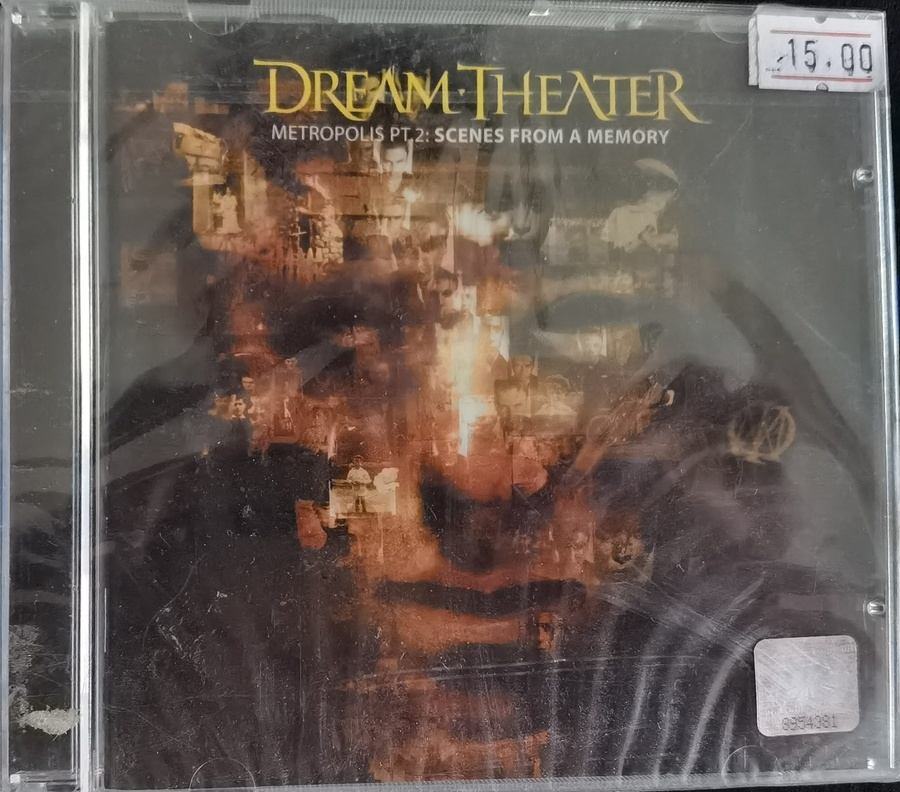 15.00
DREAM THEATER
METROPOLIS PT.2: SCENES FROM A MEMORY
8954381